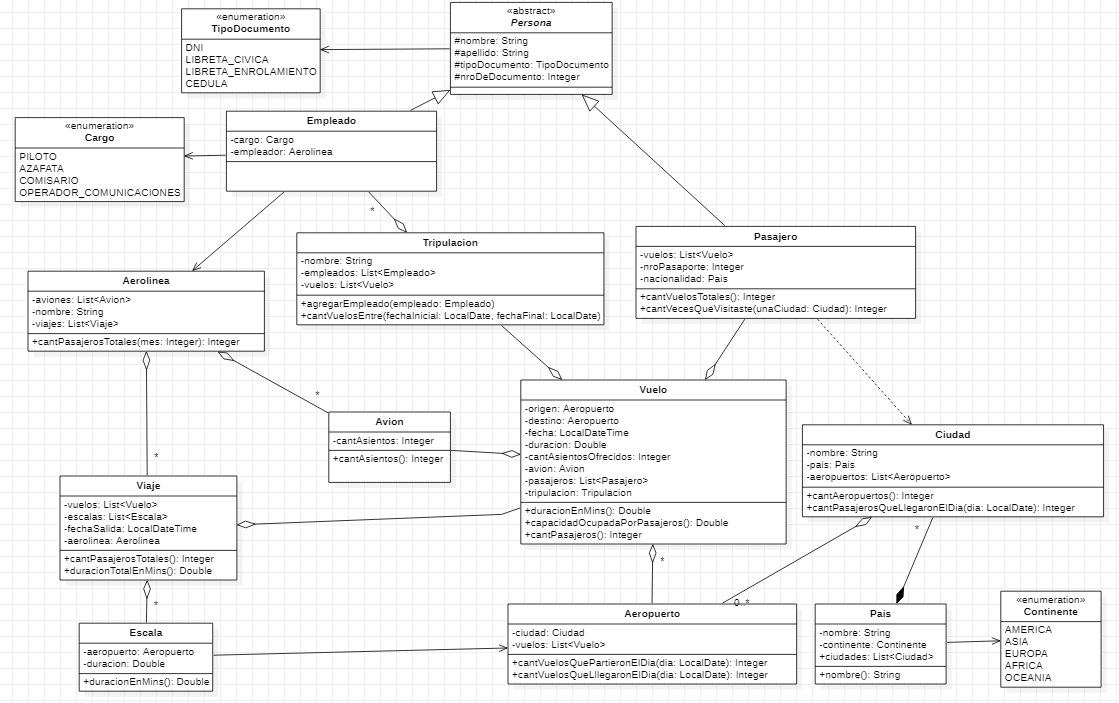 «enumeration»
TipoDocumento
DNI
LIBRETA_CIVICA
LIBRETA_ENROLAMIENTO
CEDULA
«abstract»
Persona
#nombre: String
#apellido: String
#tipoDocumento: TipoDocumento
#nroDeDocumento: Integer
«enumeration»
Cargo
PILOTO
AZAFATA
COMISARIO
OPERADOR_COMUNICACIONES
Empleado
-cargo: Cargo
-empleador: Aerolinea
*
Tripulacion
-nombre: String
-empleados: List<Empleado>
-vuelos: List<Vuelo>
+agregarEmpleado(empleado: Empleado)
+cantVuelosEntre(fechaInicial: LocalDate, fechaFinal: LocalDate)
Pasajero
-vuelos: List<Vuelo>
-nroPasaporte: Integer
-nacionalidad: Pais
+cantVuelosTotales(): Integer
+cantVecesQueVisitaste(unaCiudad: Ciudad): Integer
Aerolinea
-aviones: List<Avion>
-nombre: String
-viajes: List<Viaje>
+cantPasajerosTotales(mes: Integer): Integer
*
*
Avion
-cantAsientos: Integer
+cantAsientos(): Integer
Vuelo
-origen: Aeropuerto
-destino: Aeropuerto
-fecha: LocalDateTime
-duracion: Double
-cantAsientosOfrecidos: Integer
-avion: Avion
-pasajeros: List<Pasajero>
-tripulacion: Tripulacion
+duracionEnMins(): Double
+capacidadOcupadaPorPasajeros(): Double
+cantPasajeros(): Integer
*
Ciudad
-nombre: String
-pais: Pais
-aeropuertos: List<Aeropuerto>
+cantAeropuertos(): Integer
+cantPasajerosQueLlegaronElDia(dia: LocalDate): Integer
*
0..*
Viaje
-vuelos: List<Vuelo>
-escalas: List<Escala>
-fechaSalida: LocalDateTime
-aerolinea: Aerolinea
+cantPasajerosTotales(): Integer
+duracionTotalEnMins(): Double
*
Escala
-aeropuerto: Aeropuerto
-duracion: Double
+duracionEnMins(): Double
Aeropuerto
-ciudad: Ciudad
-vuelos: List<Vuelo>
+cantVuelosQuePartieronElDia(dia: LocalDate): Integer
+cantVuelosQueLlegaronElDia(dia: LocalDate): Integer
Pais
-nombre: String
-continente: Continente
+ciudades: List<Ciudad>
+nombre(): String
«enumeration»
Continente
AMERICA
ASIA
EUROPA
AFRICA
OCEANIA